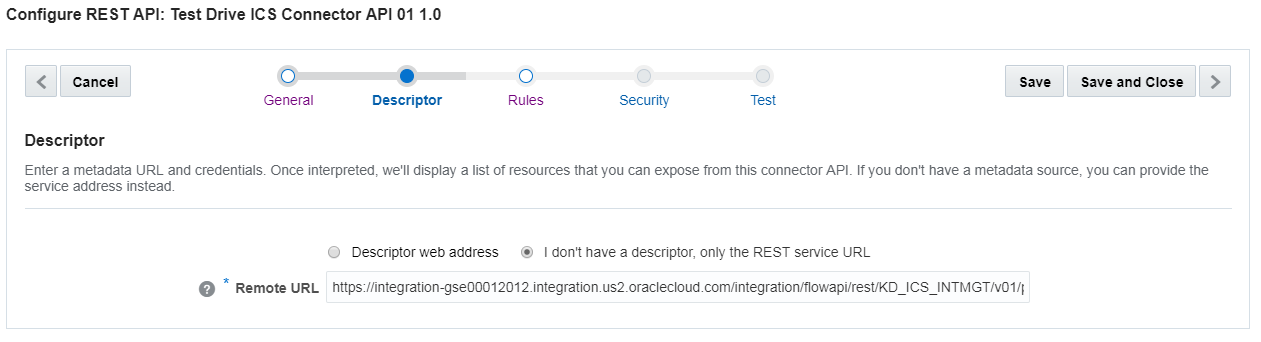 Configure REST API: Test Drive ICS Connector API 01 1.0
Cancel
General
Descriptor
Rules
Security
Test
Save
Save and Close
Descriptor
Enter a metadata URL and credentials. Once interpreted, we'll display a list of resources that you can expose from this connector API. If you don't have a metadata source, you can provide the
service address instead.
Descriptor web address
I don't have a descriptor, only the REST service URL
? * Remote URL
https://integration-gse00012012.integration.us2.oraclecloud.com/integration/flowapi/rest/KD_ICS_INTMGT/v01/